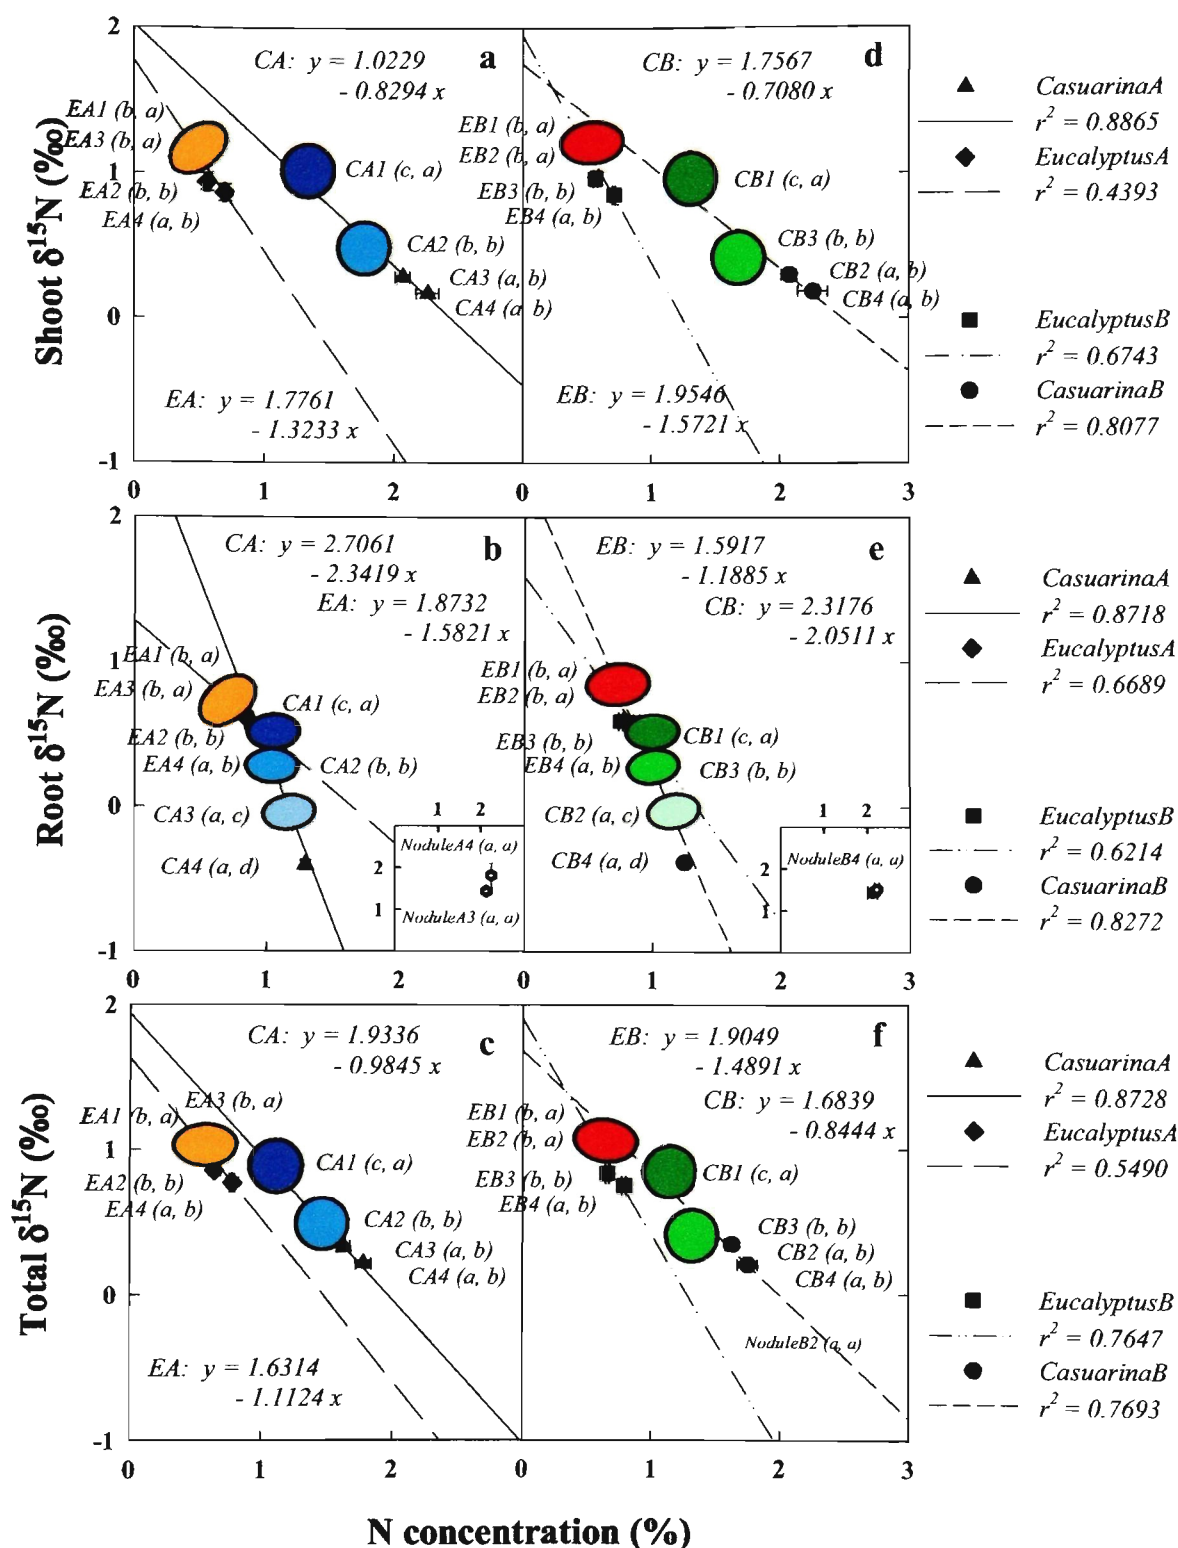 Shoot δ¹⁵N (‰)
2
1
0
-1
a
CA: y = 1.0229
- 0.8294 x
EA1 (b, a)
EA3 (b, a)
EA2 (b, b)
EA4 (a, b)
CA1 (c, a)
CA2 (b, b)
CA3 (a, b)
CA4 (a, b)
EA: y = 1.7761
- 1.3233 x
0 1 2
d
CB: y = 1.7567
- 0.7080 x
EB1 (b, a)
EB2 (b, a)
EB3 (b, b)
EB4 (a, b)
CB1 (c, a)
CB3 (b, b)
CB2 (a, b)
CB4 (a, b)
EB: y = 1.9546
- 1.5721 x
0 1 2 3
CasuarinaA
r² = 0.8865
EucalyptusA
r² = 0.4393
EucalyptusB
r² = 0.6743
CasuarinaB
r² = 0.8077
Root δ¹⁵N (‰)
2
1
0
-1
b
CA: y = 2.7061
- 2.3419 x
EA: y = 1.8732
- 1.5821 x
EA1 (b, a)
EA3 (b, a)
EA2 (b, b)
EA4 (a, b)
CA1 (c, a)
CA2 (b, b)
CA3 (a, c)
CA4 (a, d)
1 2
NoduleA4 (a, a)
2
1
NoduleA3 (a, a)
0 1 2
e
EB: y = 1.5917
- 1.1885 x
CB: y = 2.3176
- 2.0511 x
EB1 (b, a)
EB2 (b, a)
EB3 (b, b)
EB4 (a, b)
CB1 (c, a)
CB3 (b, b)
CB2 (a, c)
CB4 (a, d)
1 2
NoduleB4 (a, a)
2
1
0 1 2 3
CasuarinaA
r² = 0.8718
EucalyptusA
r² = 0.6689
EucalyptusB
r² = 0.6214
CasuarinaB
r² = 0.8272
Total δ¹⁵N (‰)
2
1
0
-1
c
CA: y = 1.9336
- 0.9845 x
EA3 (b, a)
EA1 (b, a)
EA2 (b, b)
EA4 (a, b)
CA1 (c, a)
CA2 (b, b)
CA3 (a, b)
CA4 (a, b)
EA: y = 1.6314
- 1.1124 x
0 1 2
f
EB: y = 1.9049
- 1.4891 x
CB: y = 1.6839
- 0.8444 x
EB1 (b, a)
EB2 (b, a)
EB3 (b, b)
EB4 (a, b)
CB1 (c, a)
CB3 (b, b)
CB2 (a, b)
CB4 (a, b)
NoduleB2 (a, a)
0 1 2 3
CasuarinaA
r² = 0.8728
EucalyptusA
r² = 0.5490
EucalyptusB
r² = 0.7647
CasuarinaB
r² = 0.7693
N concentration (%)